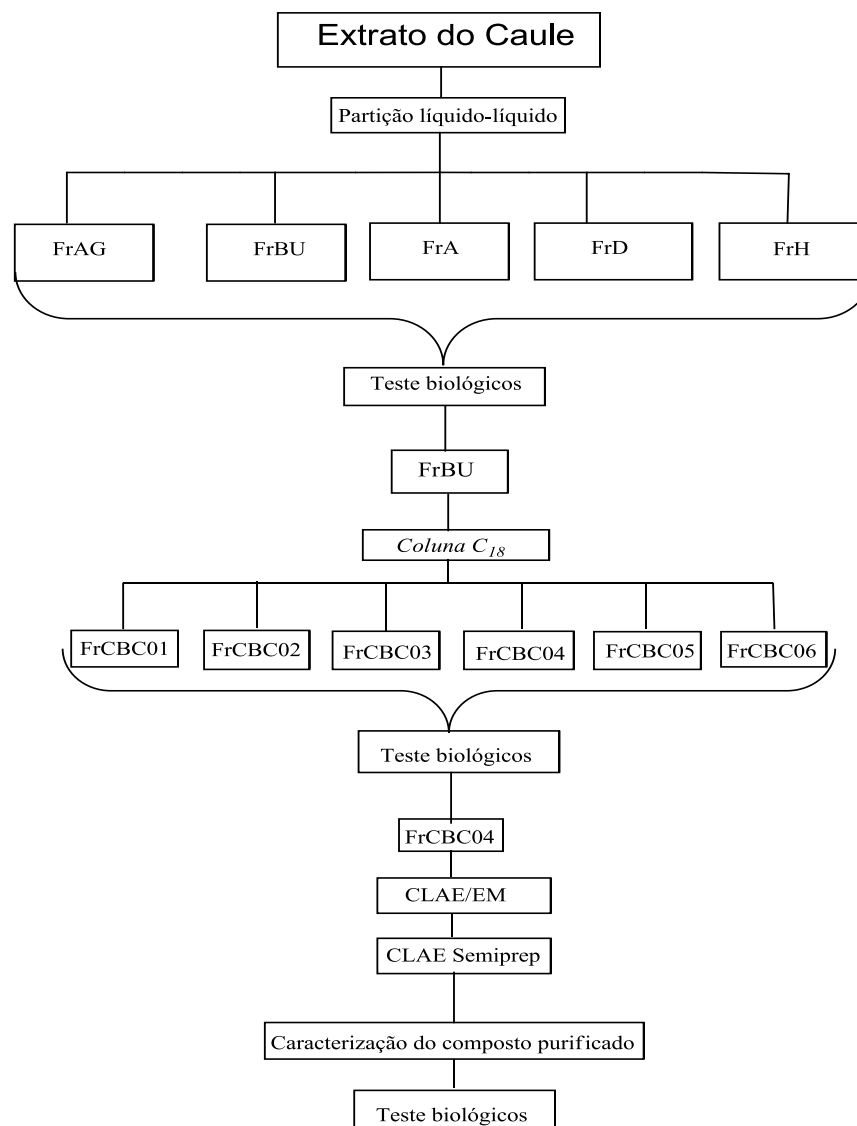 Extrato do Caule
Partição líquido-líquido
FrAG
FrBU
FrA
FrD
FrH
Teste biológicos
FrBU
Coluna C18
FrCBC01
FrCBC02
FrCBC03
FrCBC04
FrCBC05
FrCBC06
Teste biológicos
FrCBC04
CLAE/EM
CLAE Semiprep
Caracterização do composto purificado
Teste biológicos